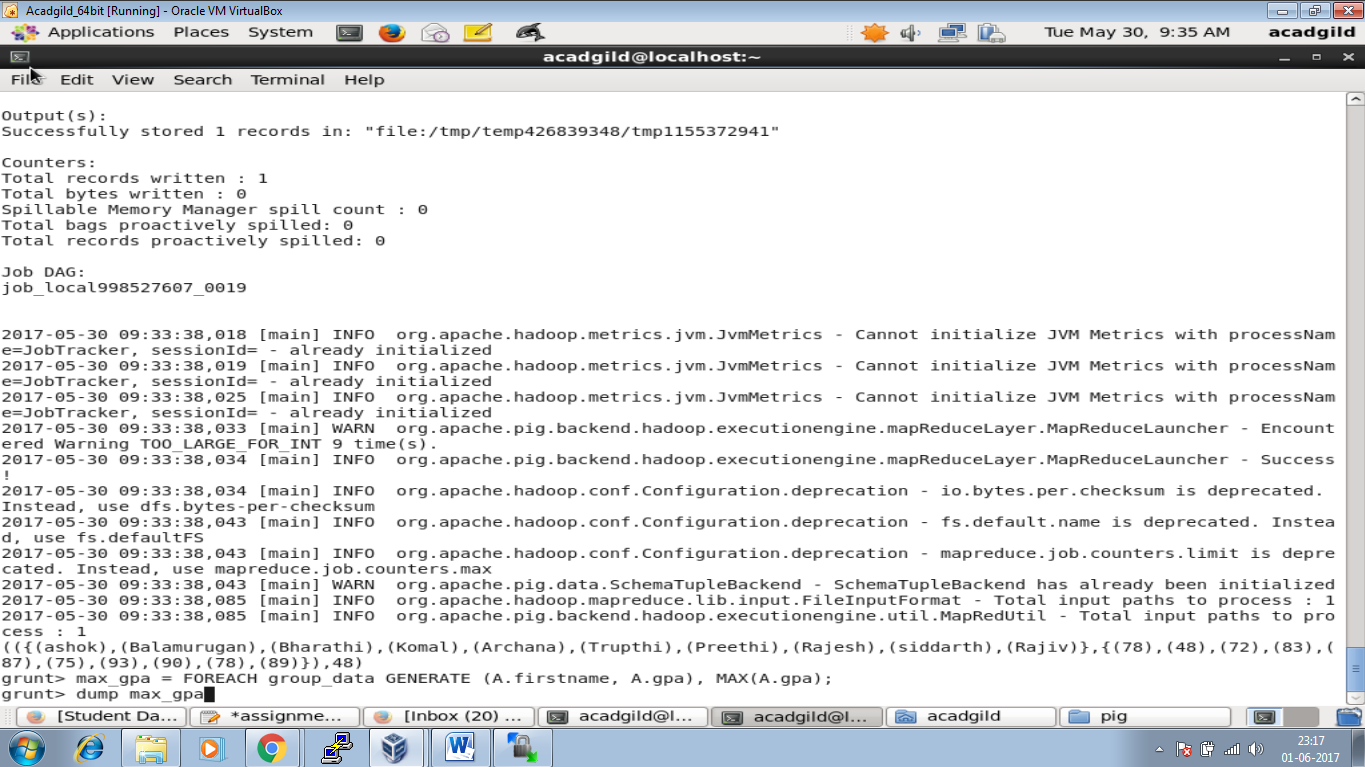 Acadgild_64bit [Running] - Oracle VM VirtualBox
Applications Places System Tue May 30, 9:35 AM acadgild
acadgild@localhost:~
File Edit View Search Terminal Help
Output(s):
Successfully stored 1 records in: "file:/tmp/temp426839348/tmp1155372941"
Counters:
Total records written : 1
Total bytes written : 0
Spillable Memory Manager spill count : 0
Total bags proactively spilled: 0
Total records proactively spilled: 0
Job DAG:
job_local998527607_0019
2017-05-30 09:33:38,018 [main] INFO  org.apache.hadoop.metrics.jvm.JvmMetrics - Cannot initialize JVM Metrics with processNam
e=JobTracker, sessionId= - already initialized
2017-05-30 09:33:38,019 [main] INFO  org.apache.hadoop.metrics.jvm.JvmMetrics - Cannot initialize JVM Metrics with processNam
e=JobTracker, sessionId= - already initialized
2017-05-30 09:33:38,025 [main] INFO  org.apache.hadoop.metrics.jvm.JvmMetrics - Cannot initialize JVM Metrics with processNam
e=JobTracker, sessionId= - already initialized
2017-05-30 09:33:38,033 [main] WARN  org.apache.pig.backend.hadoop.executionengine.mapReduceLayer.MapReduceLauncher - Encount
ered Warning TOO_LARGE_FOR_INT 9 time(s).
2017-05-30 09:33:38,034 [main] INFO  org.apache.pig.backend.hadoop.executionengine.mapReduceLayer.MapReduceLauncher - Success
!
2017-05-30 09:33:38,034 [main] INFO  org.apache.hadoop.conf.Configuration.deprecation - io.bytes.per.checksum is deprecated.
Instead, use dfs.bytes-per-checksum
2017-05-30 09:33:38,043 [main] INFO  org.apache.hadoop.conf.Configuration.deprecation - fs.default.name is deprecated. Instea
d, use fs.defaultFS
2017-05-30 09:33:38,043 [main] INFO  org.apache.hadoop.conf.Configuration.deprecation - mapreduce.job.counters.limit is depre
cated. Instead, use mapreduce.job.counters.max
2017-05-30 09:33:38,043 [main] WARN  org.apache.pig.data.SchemaTupleBackend - SchemaTupleBackend has already been initialized
2017-05-30 09:33:38,085 [main] INFO  org.apache.hadoop.mapreduce.lib.input.FileInputFormat - Total input paths to process : 1
2017-05-30 09:33:38,085 [main] INFO  org.apache.pig.backend.hadoop.executionengine.util.MapRedUtil - Total input paths to pro
cess : 1
(({(ashok),(Balamurugan),(Bharathi),(Komal),(Archana),(Trupthi),(Preethi),(Rajesh),(siddarth),(Rajiv)},{(78),(48),(72),(83),(
87),(75),(93),(90),(78),(89)}),48)
grunt> max_gpa = FOREACH group_data GENERATE (A.firstname, A.gpa), MAX(A.gpa);
grunt> dump max_gpa
[Student Da... *assignme... [Inbox (20) ... acadgild@l... acadgild@l... acadgild pig
23:17
01-06-2017